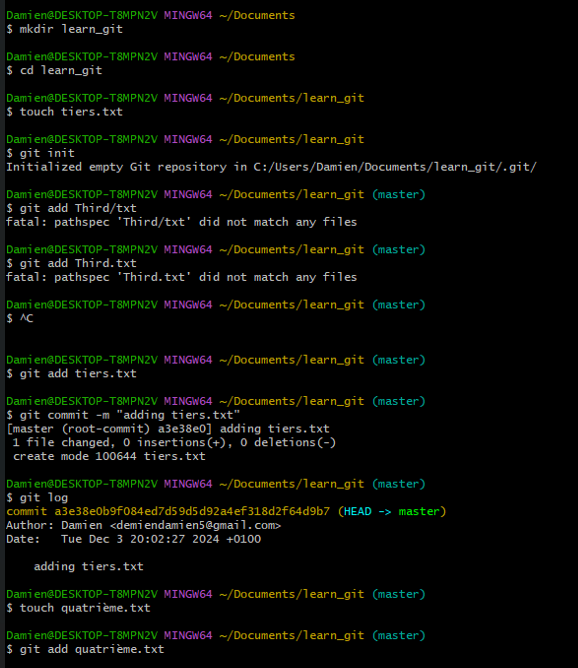 Damien@DESKTOP-T8MPN2V MINGW64 ~/Documents
$ mkdir learn_git
Damien@DESKTOP-T8MPN2V MINGW64 ~/Documents
$ cd learn_git
Damien@DESKTOP-T8MPN2V MINGW64 ~/Documents/learn_git
$ touch tiers.txt
Damien@DESKTOP-T8MPN2V MINGW64 ~/Documents/learn_git
$ git init
Initialized empty Git repository in C:/Users/Damien/Documents/learn_git/.git/
Damien@DESKTOP-T8MPN2V MINGW64 ~/Documents/learn_git (master)
$ git add Third/txt
fatal: pathspec 'Third/txt' did not match any files
Damien@DESKTOP-T8MPN2V MINGW64 ~/Documents/learn_git (master)
$ git add Third.txt
fatal: pathspec 'Third.txt' did not match any files
Damien@DESKTOP-T8MPN2V MINGW64 ~/Documents/learn_git (master)
$ ^C
Damien@DESKTOP-T8MPN2V MINGW64 ~/Documents/learn_git (master)
$ git add tiers.txt
Damien@DESKTOP-T8MPN2V MINGW64 ~/Documents/learn_git (master)
$ git commit -m "adding tiers.txt"
[master (root-commit) a3e38e0] adding tiers.txt
1 file changed, 0 insertions(+), 0 deletions(-)
create mode 100644 tiers.txt
Damien@DESKTOP-T8MPN2V MINGW64 ~/Documents/learn_git (master)
$ git log
commit a3e38e0b9f084ed7d59d5d92a4ef318d2f64d9b7 (HEAD -> master)
Author: Damien <demiendamien5@gmail.com>
Date:   Tue Dec 3 20:02:27 2024 +0100
adding tiers.txt
Damien@DESKTOP-T8MPN2V MINGW64 ~/Documents/learn_git (master)
$ touch quatrième.txt
Damien@DESKTOP-T8MPN2V MINGW64 ~/Documents/learn_git (master)
$ git add quatrième.txt